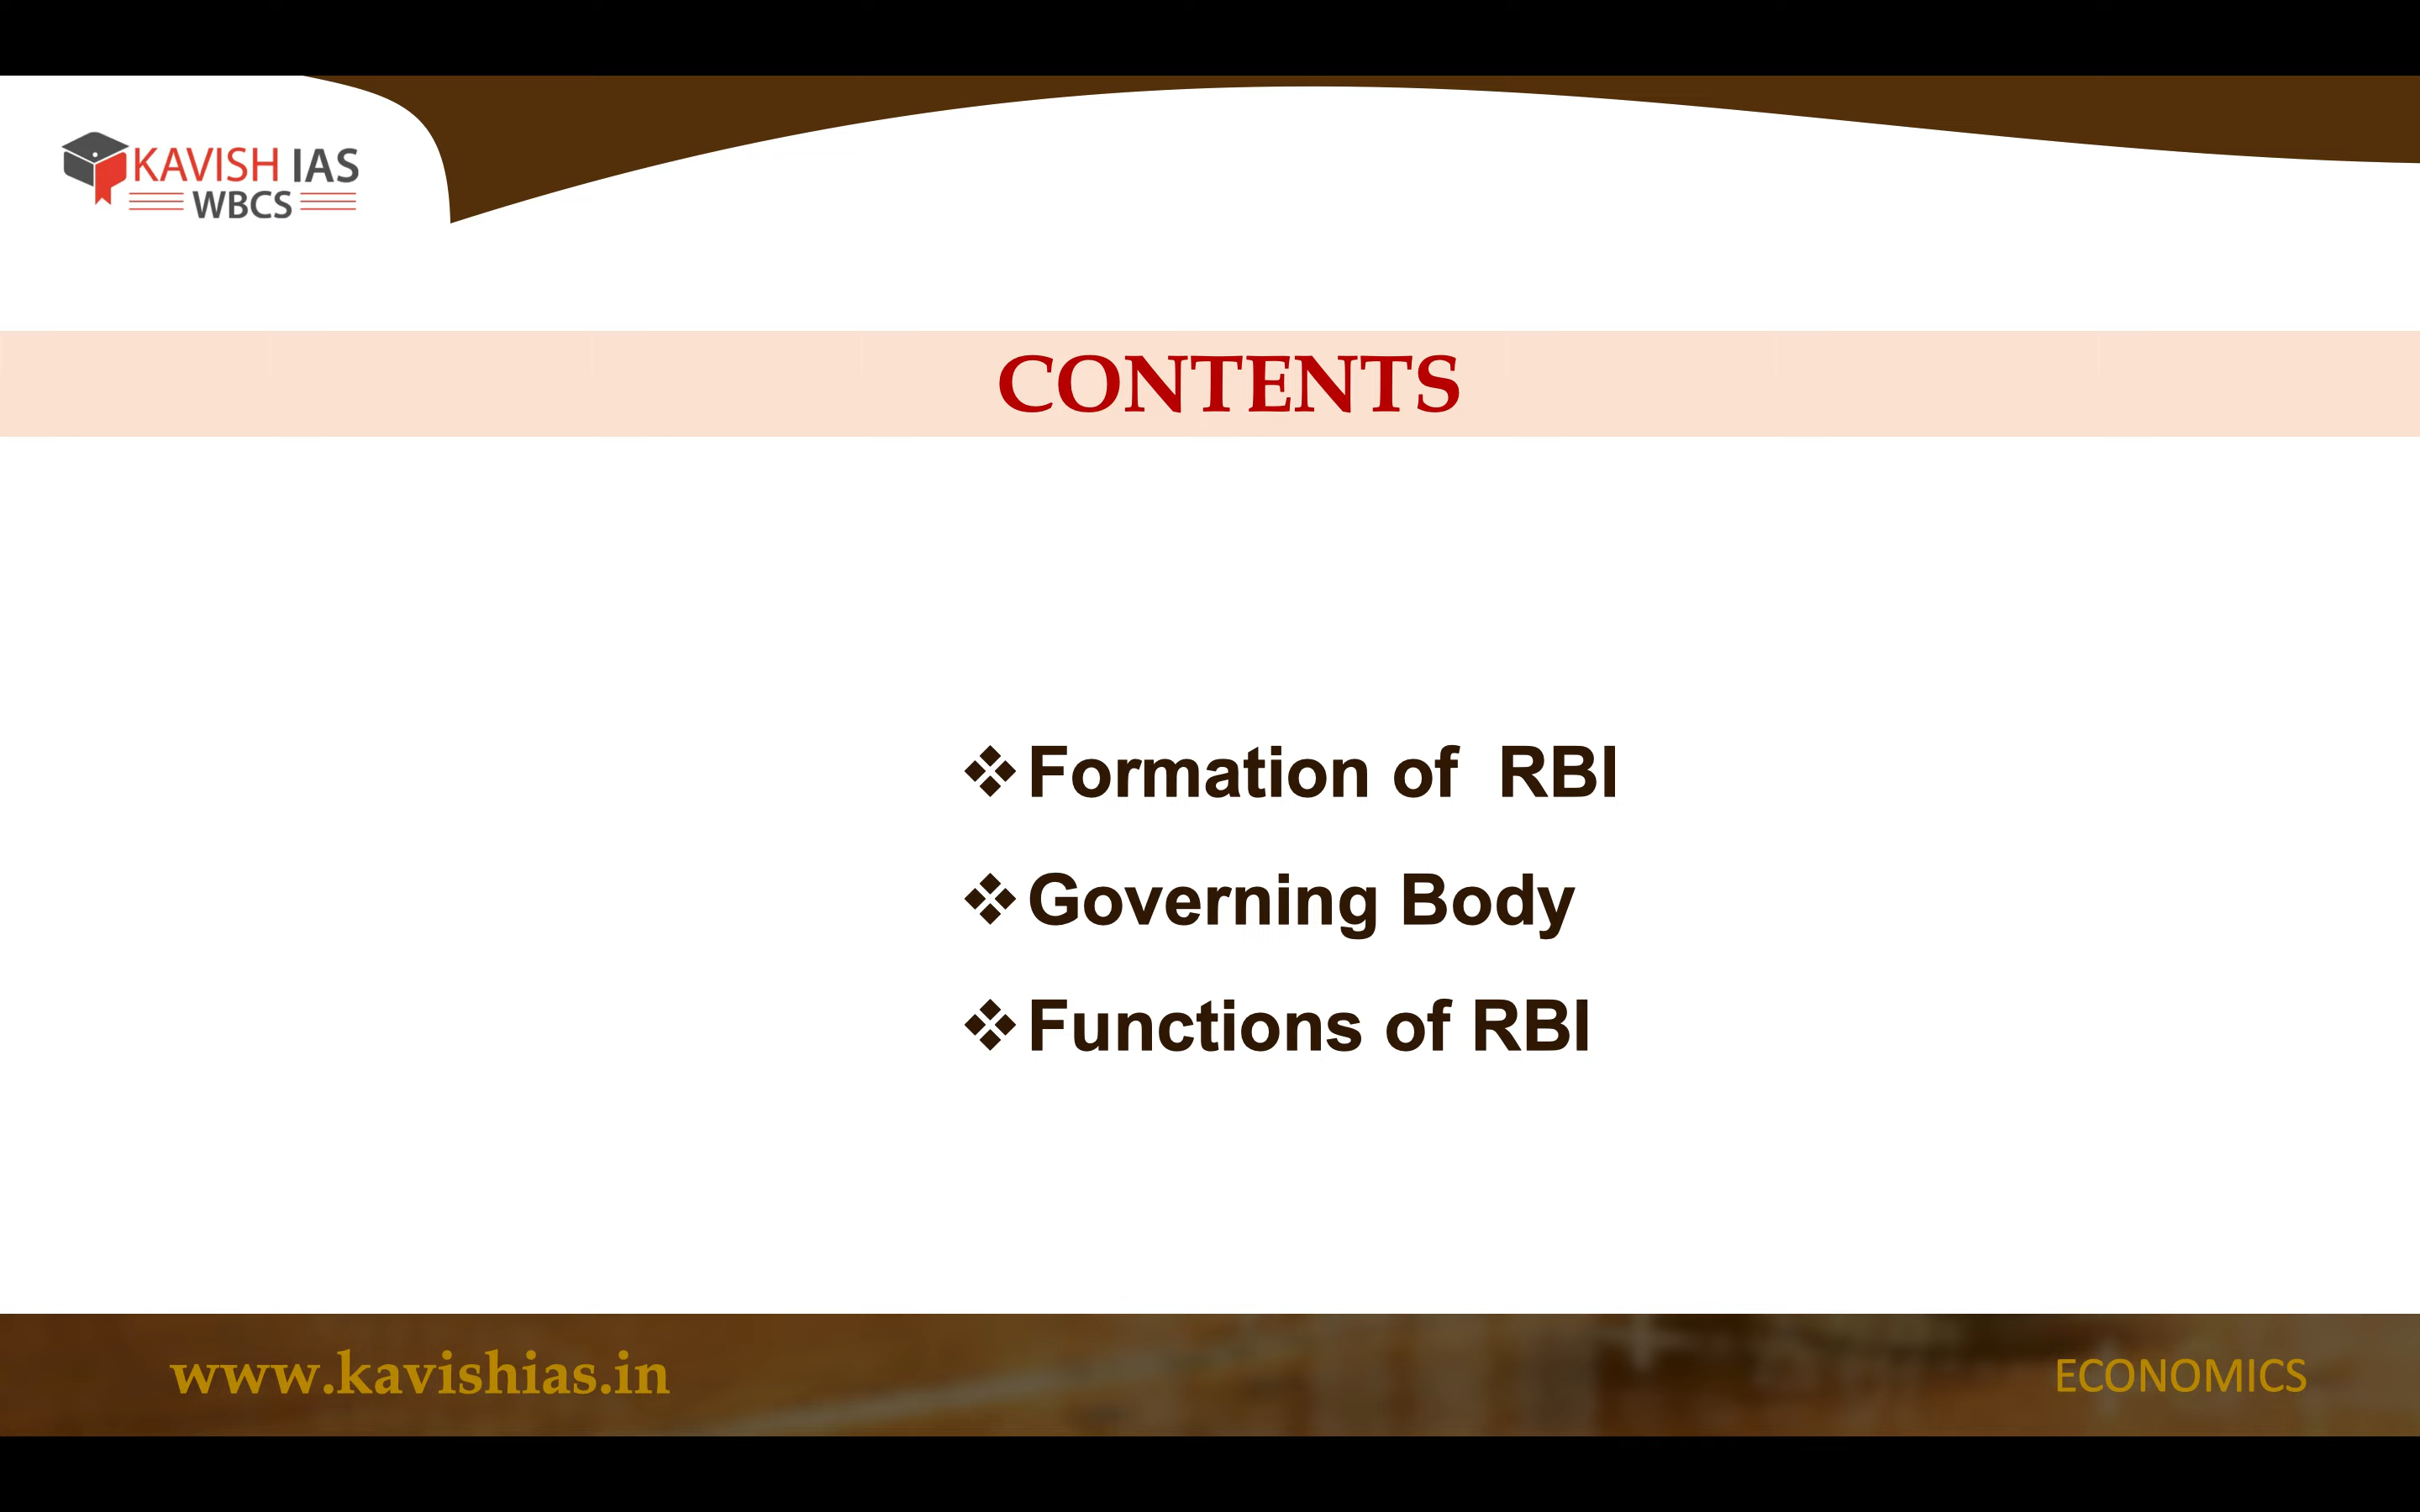 KAVISH IAS
WBCS
CONTENTS
❖ Formation of RBI
❖ Governing Body
❖ Functions of RBI
www.kavishias.in
ECONOMICS